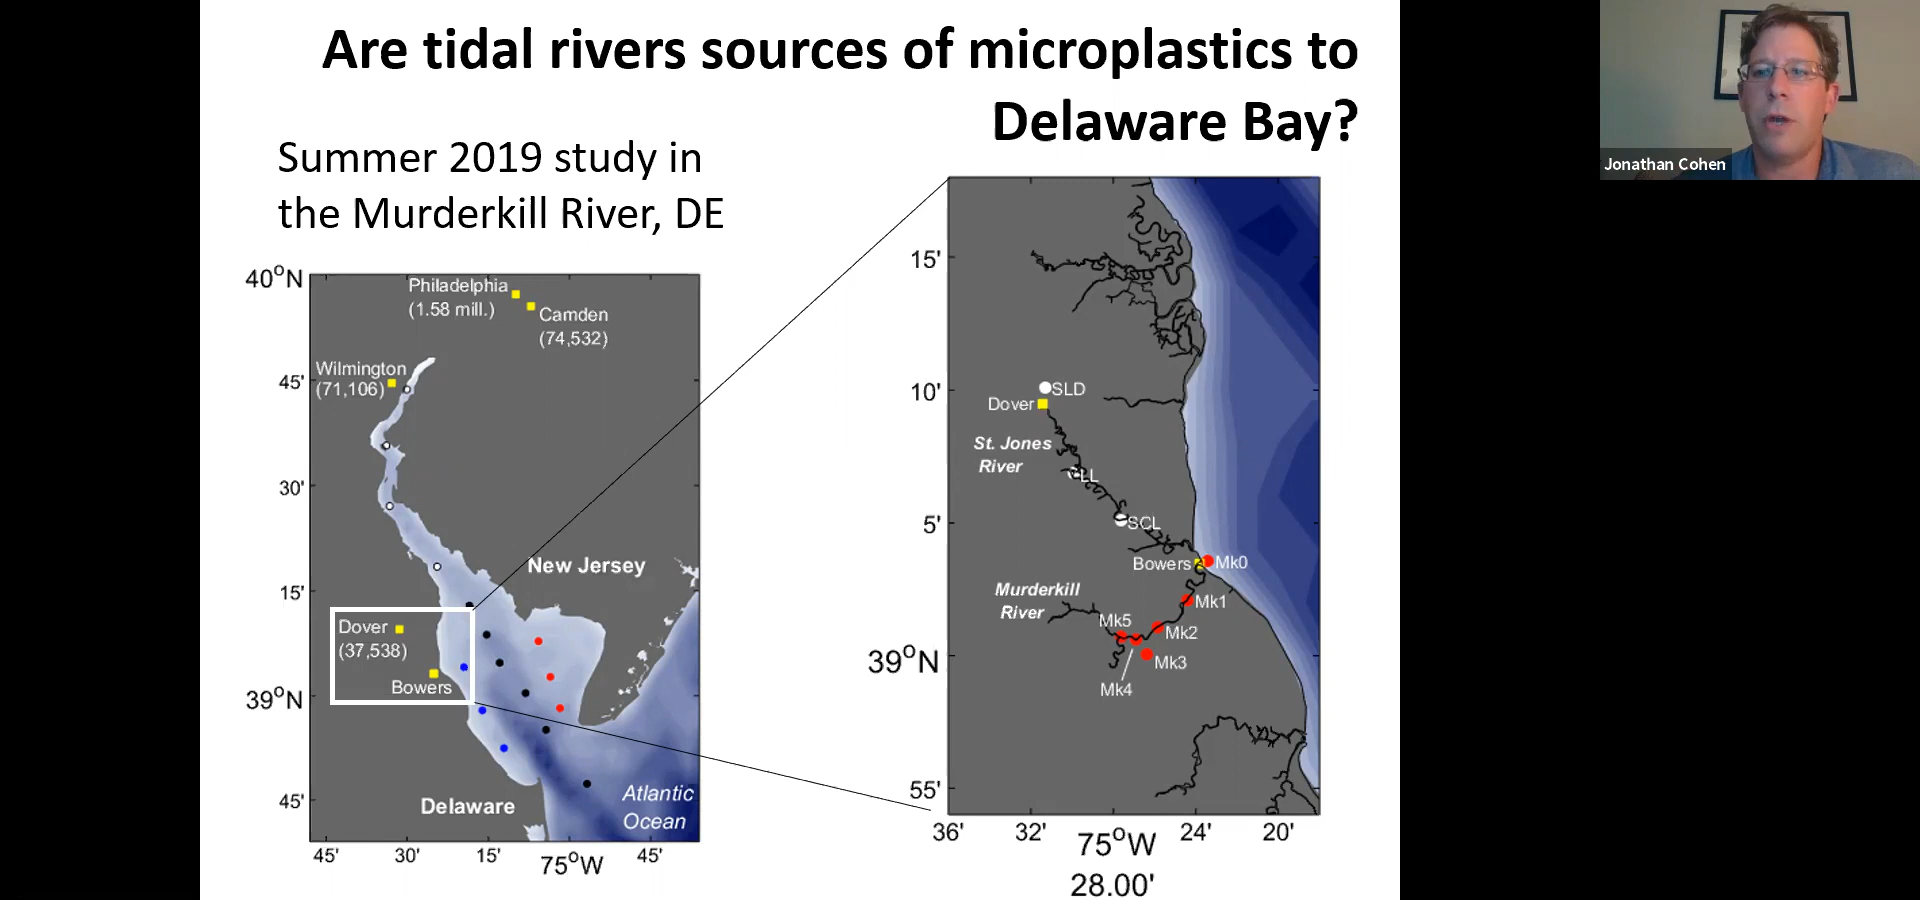 Are tidal rivers sources of microplastics to
Delaware Bay?
Summer 2019 study in
the Murderkill River, DE
Jonathan Cohen
40°N
45'
30'
15'
39°N
45'
45'
30'
15'
75°W
45'
Philadelphia
(1.58 mill.)
Camden
(74,532)
Wilmington
(71,106)
New Jersey
Dover
(37,538)
Bowers
Delaware
Atlantic
Ocean
15'
10'
5'
39°N
55'
36'
32'
75°W
28.00'
24'
20'
SLD
Dover
St. Jones
River
SCL
Bowers
Mk0
Murderkill
River
Mk1
Mk5
Mk2
Mk3
Mk4